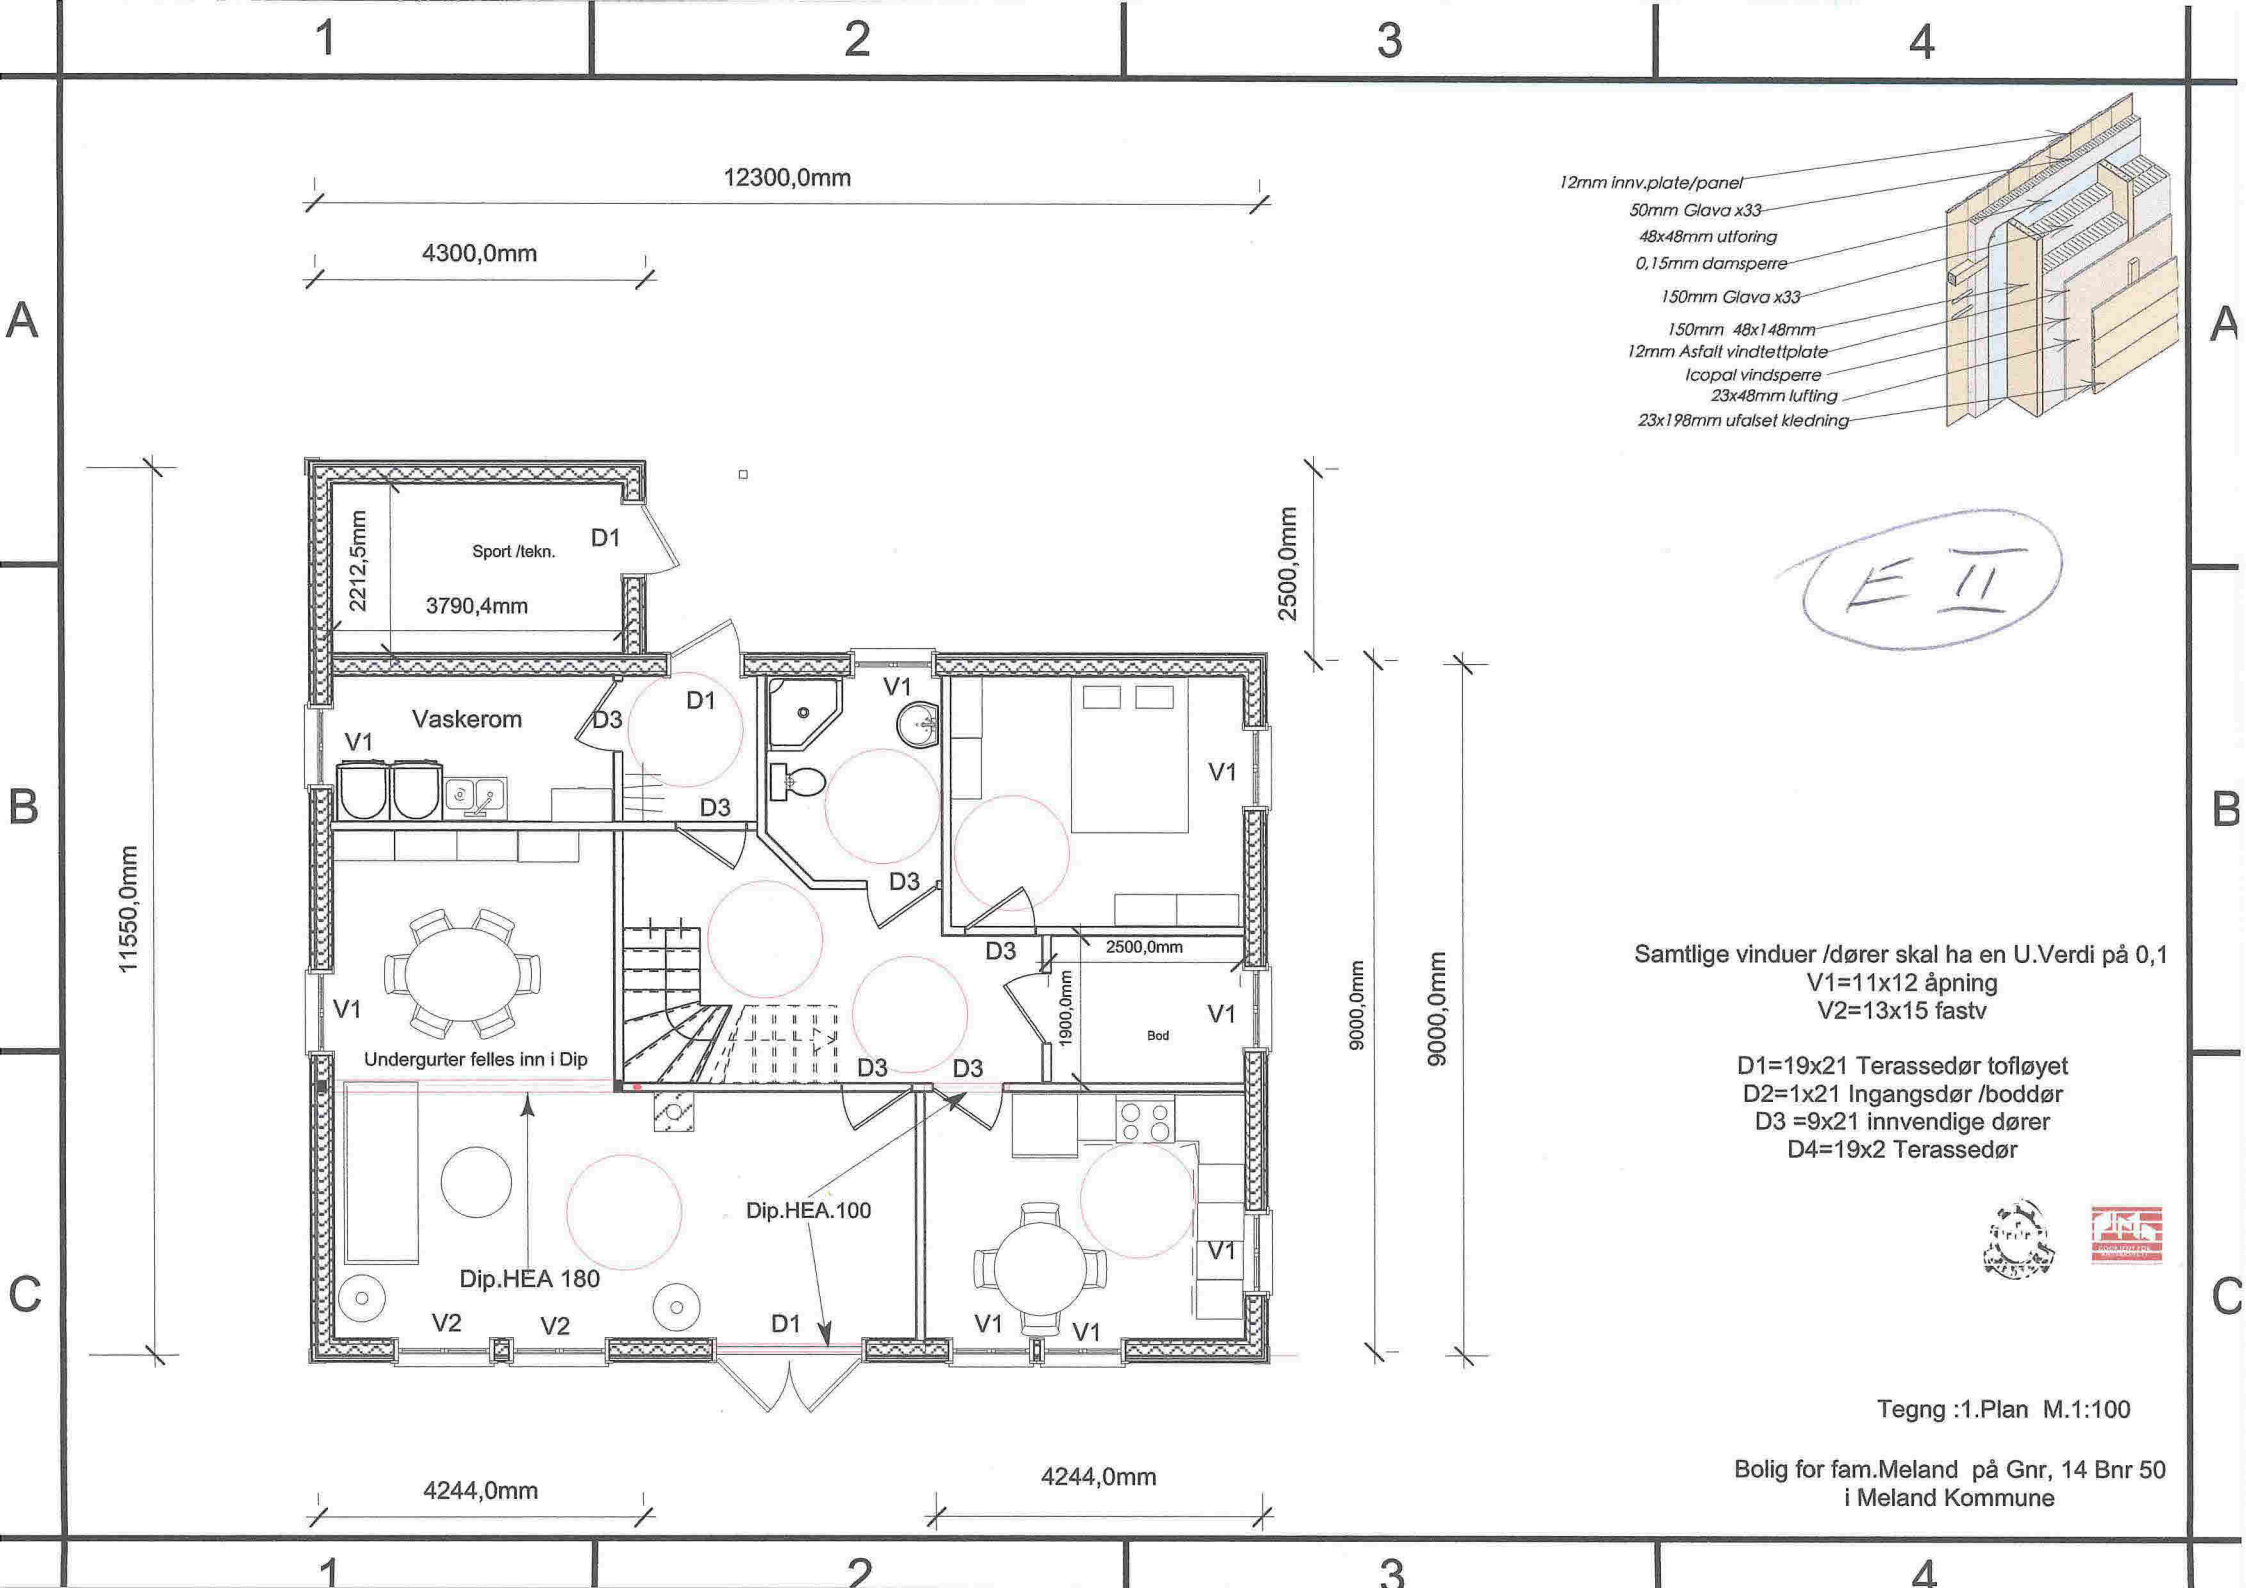 1 2 3 4
A A
B B
C C
12300,0mm
4300,0mm
12mm innv.plate/panel
50mm Glava x33
48x48mm utforing
0,15mm damsperre
150mm Glava x33
150mm 48x148mm
12mm Asfalt vindtettplate
Icopal vindsperre
23x48mm lufting
23x198mm ufalset kledning
E II
2212,5mm
Sport /tekn.
D1
3790,4mm
2500,0mm
11550,0mm
Vaskerom
V1
D3
D1
D3
V1
D3
V1
D3
2500,0mm
1900,0mm
Bod
V1
V1
Undergurter felles inn i Dip
D3
D3
9000,0mm
9000,0mm
Dip.HEA.100
Dip.HEA 180
V2
V2
D1
V1
V1
V1
Samtlige vinduer /dører skal ha en U.Verdi på 0,1
V1=11x12 åpning
V2=13x15 fastv
D1=19x21 Terassedør tofløyet
D2=1x21 Ingangsdør /boddør
D3 =9x21 innvendige dører
D4=19x2 Terassedør
Tegng :1.Plan M.1:100
Bolig for fam.Meland på Gnr, 14 Bnr 50
i Meland Kommune
4244,0mm
4244,0mm
1 2 3 4